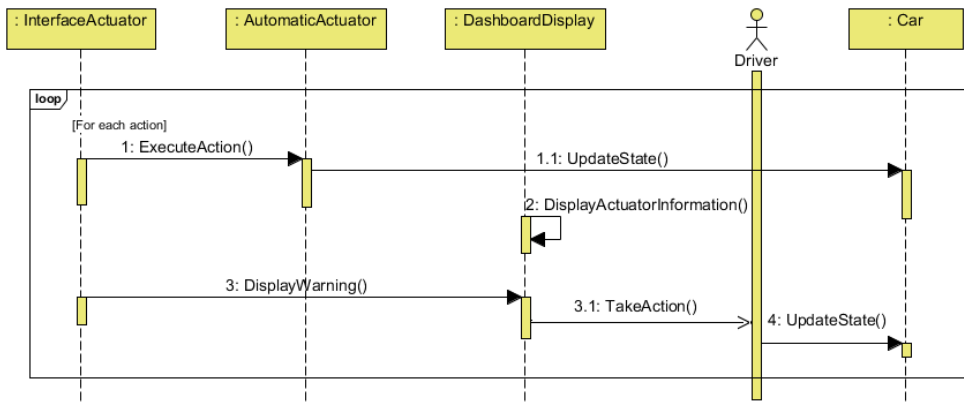 : InterfaceActuator
: AutomaticActuator
: DashboardDisplay
: Car
Driver
loop
[For each action]
1: ExecuteAction()
1.1: UpdateState()
2: DisplayActuatorInformation()
3: DisplayWarning()
3.1: TakeAction()
4: UpdateState()